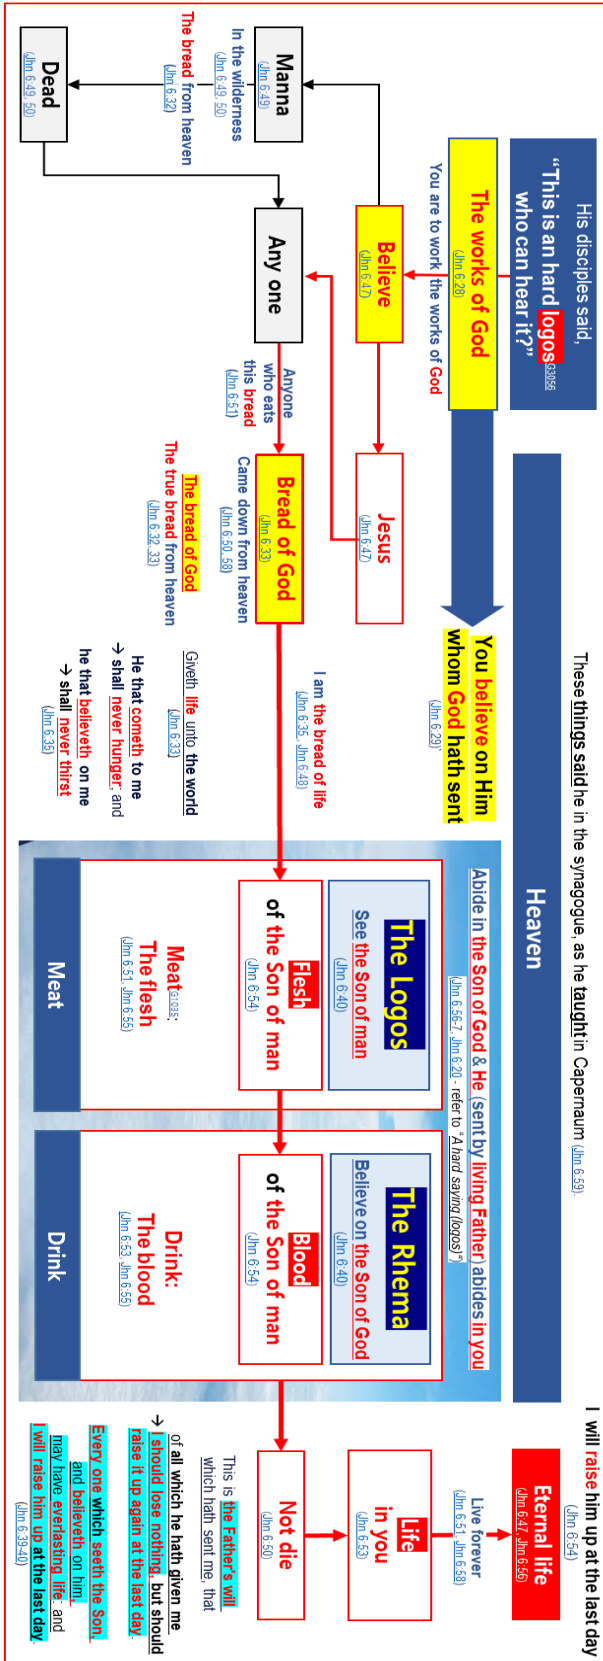 These things said he in the synagogue, as he taught in Capernaum (Jhn 6:59).
I will raise him up at the last day
(Jhn 6:54)
His disciples said,
“This is an hard logosG3056
who can hear it?”
Heaven
Eternal life
(Jhn 6:47, Jhn 6:56)
The works of God
(Jhn 6:28)
You are to work the works of God
You believe on Him
whom God hath sent
(Jhn 6:29)
Abide in the Son of God & He (sent by living Father) abides in you
(Jhn 6:56-7, Jhn 6:20 - refer to “A hard saying (logos)”)
Live forever
(Jhn 6:51, Jhn 6:58)
Believe
(Jhn 6:47)
Jesus
(Jhn 6:47)
The Logos
See the Son of man
(Jhn 6:40)
The Rhema
Believe on the Son of God
(Jhn 6:40)
Life
in you
(Jhn 6:53)
Manna
(Jhn 6:49)
In the wilderness
(Jhn 6:49, 50)
The bread from heaven
(Jhn 6:32)
Dead
(Jhn 6:49, 50)
Any one
Anyone
who eats
this bread
(Jhn 6:51)
Bread of God
(Jhn 6:33)
Came down from heaven
(Jhn 6:50, 58)
The bread of God
The true bread from heaven
(Jhn 6:32, 33)
I am the bread of life
(Jhn 6:35, Jhn 6:48)
Giveth life unto the world
(Jhn 6:33)
He that cometh to me
→ shall never hunger; and
he that believeth on me
→ shall never thirst
(Jhn 6:35)
Flesh
of the Son of man
(Jhn 6:54)
Meat G1035:
The flesh
(Jhn 6:51, Jhn 6:55)
Meat
Blood
of the Son of man
(Jhn 6:54)
Drink:
The blood
(Jhn 6:53, Jhn 6:55)
Drink
Not die
(Jhn 6:50)
This is the Father's will
which hath sent me, that
of all which he hath given me
→ I should lose nothing, but should
raise it up again at the last day.
Every one which seeth the Son,
and believeth on him,
may have everlasting life: and
I will raise him up at the last day.
(Jhn 6:39-40)